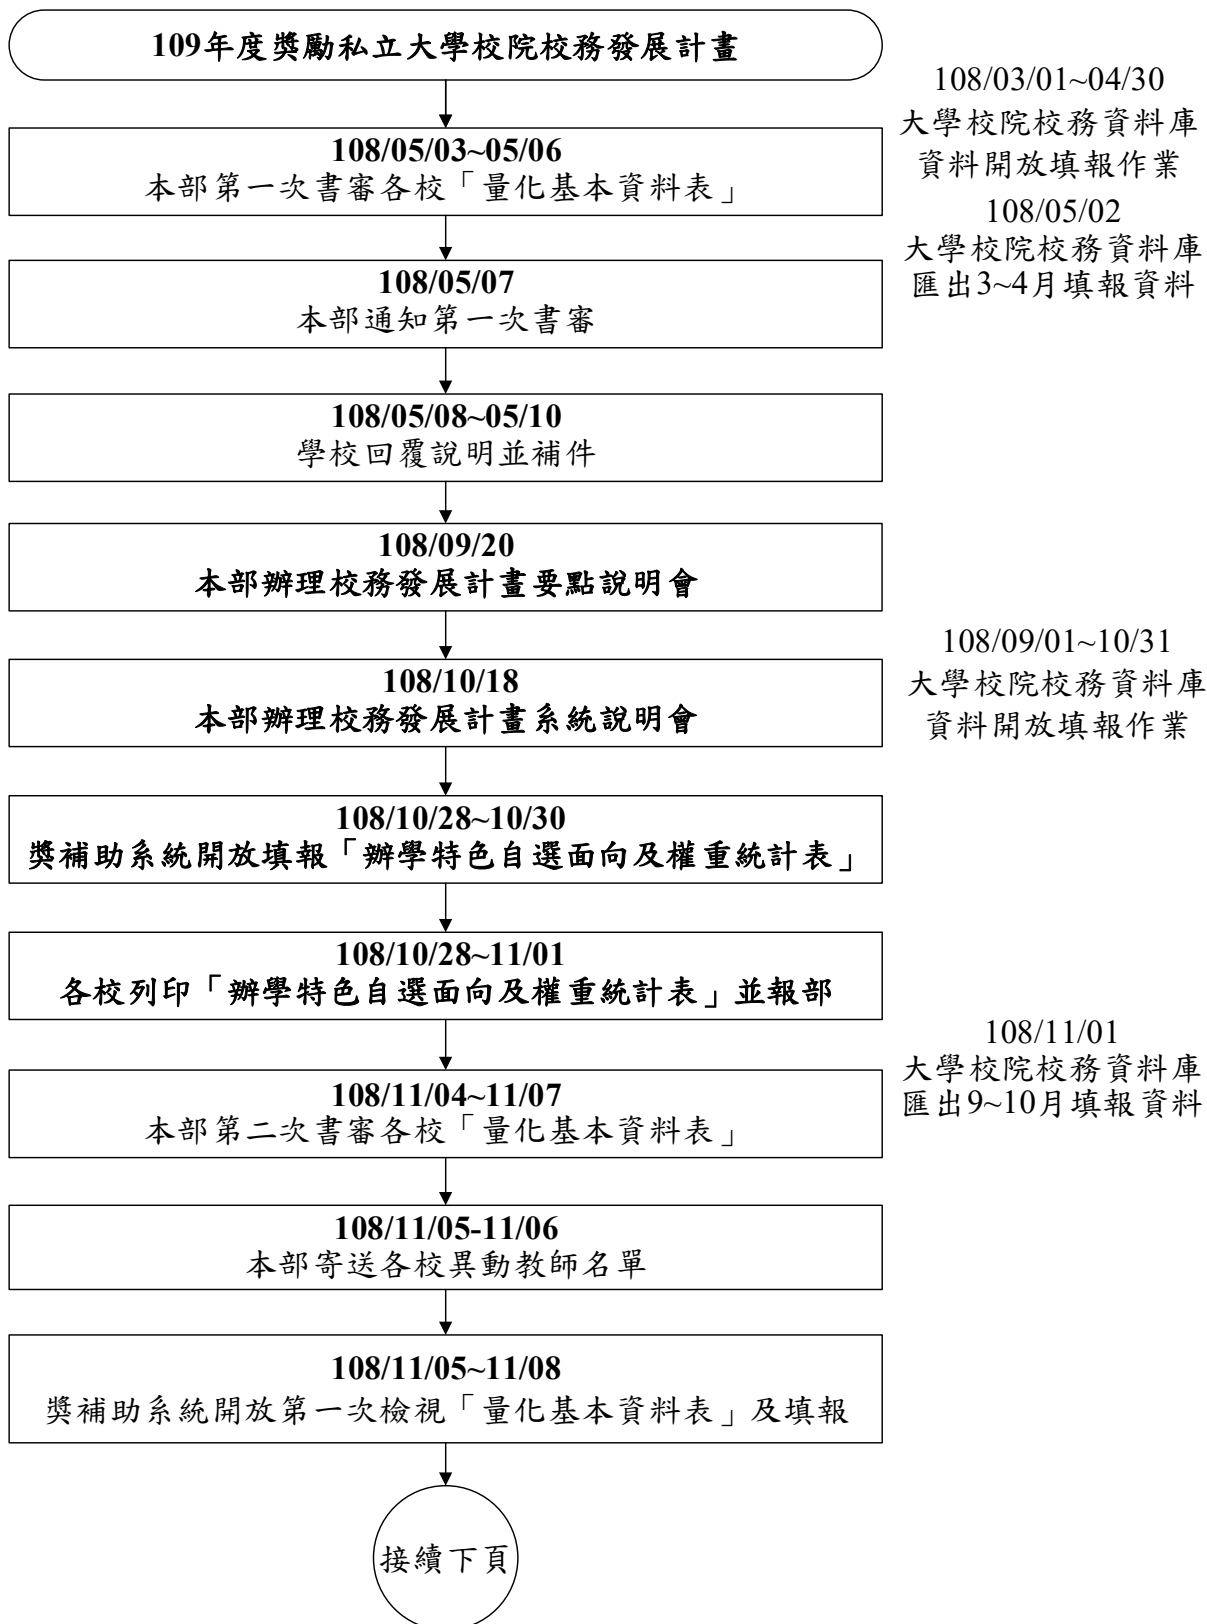 109年度獎勵私立大學校院校務發展計畫
108/03/01~04/30
大學校院校務資料庫
資料開放填報作業
108/05/03~05/06
本部第一次書審各校「量化基本資料表」
108/05/02
大學校院校務資料庫
匯出3~4月填報資料
108/05/07
本部通知第一次書審
108/05/08~05/10
學校回覆說明並補件
108/09/20
本部辦理校務發展計畫要點說明會
108/09/01~10/31
大學校院校務資料庫
資料開放填報作業
108/10/18
本部辦理校務發展計畫系統說明會
108/10/28~10/30
獎補助系統開放填報「辦學特色自選面向及權重統計表」
108/10/28~11/01
各校列印「辦學特色自選面向及權重統計表」並報部
108/11/01
大學校院校務資料庫
匯出9~10月填報資料
108/11/04~11/07
本部第二次書審各校「量化基本資料表」
108/11/05-11/06
本部寄送各校異動教師名單
108/11/05~11/08
獎補助系統開放第一次檢視「量化基本資料表」及填報
接續下頁